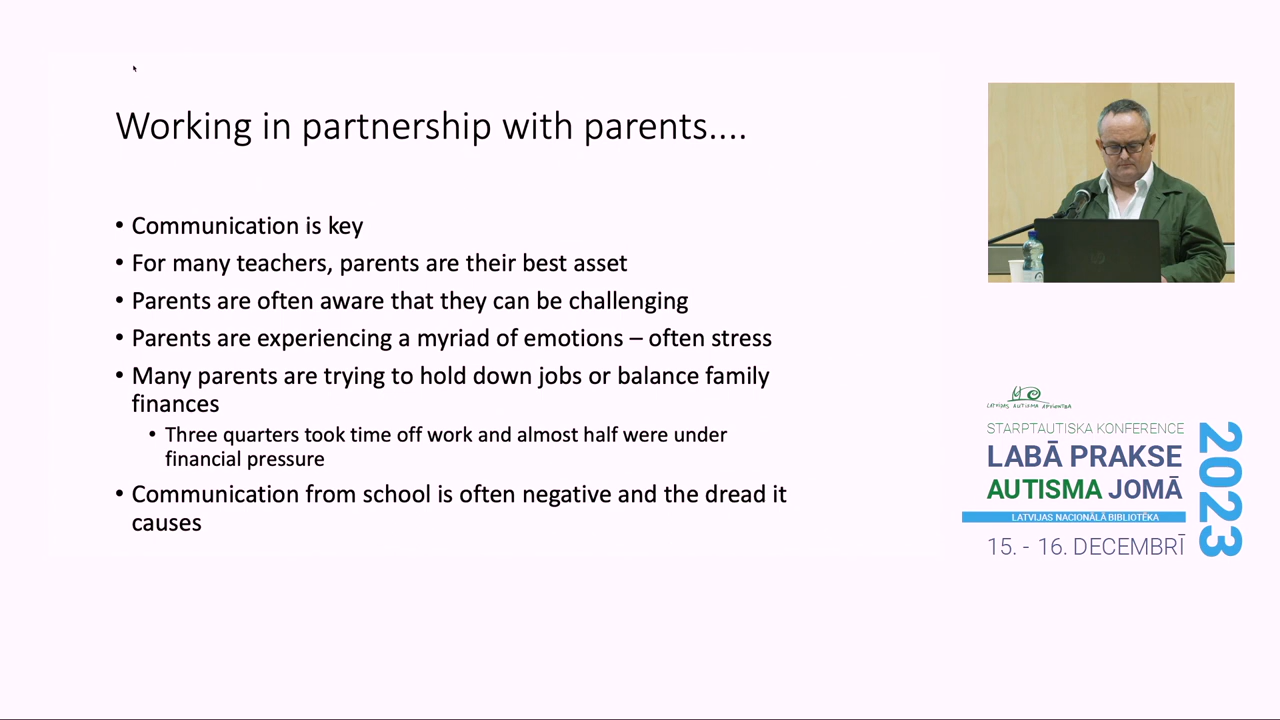 Working in partnership with parents....
• Communication is key
• For many teachers, parents are their best asset
• Parents are often aware that they can be challenging
• Parents are experiencing a myriad of emotions – often stress
• Many parents are trying to hold down jobs or balance family
finances
• Three quarters took time off work and almost half were under
financial pressure
• Communication from school is often negative and the dread it
causes
LATVIJAS AUTISMA APVIENĪBA
STARPTAUTISKA KONFERENCE
LABĀ PRAKSE
AUTISMA JOMĀ
LATVIJAS NACIONĀLĀ BIBLIOTĒKA
15. - 16. DECEMBRĪ
2023